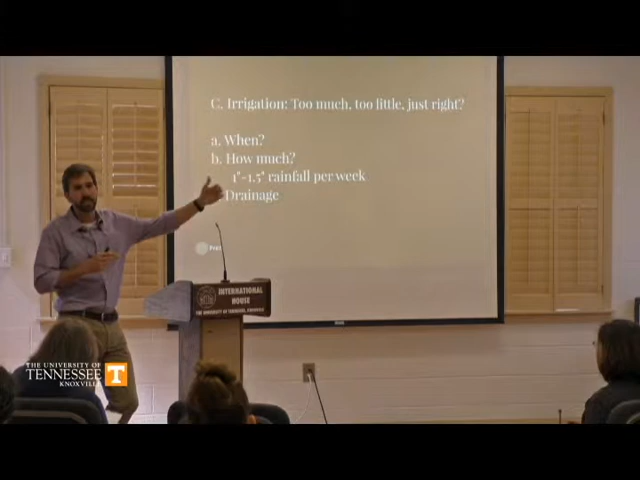 C. Irrigation: Too much, too little, just right?
a. When?
b. How much?
1"-1.5" rainfall per week
Drainage
INTERNATIONAL
HOUSE
THE UNIVERSITY OF TENNESSEE, KNOXVILLE
THE UNIVERSITY OF
TENNESSEE
KNOXVILLE
T